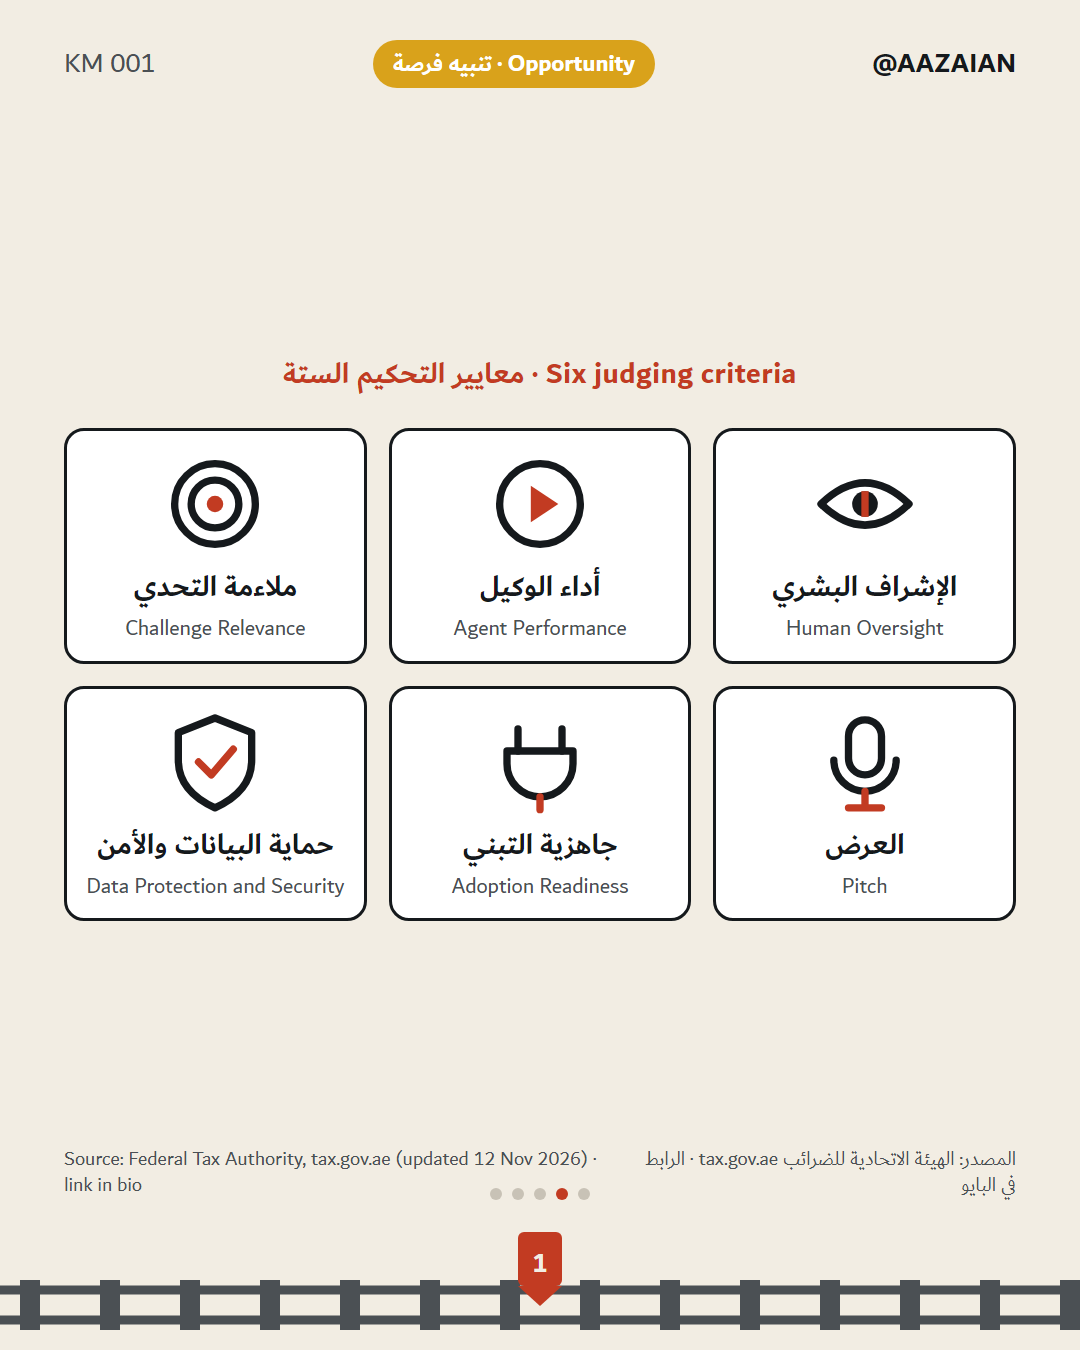 KM 001
تنبيه فرصة · Opportunity
@AAZAIAN
معايير التحكيم الستة · Six judging criteria
ملاءمة التحدي
Challenge Relevance
أداء الوكيل
Agent Performance
الإشراف البشري
Human Oversight
حماية البيانات والأمن
Data Protection and Security
جاهزية التبني
Adoption Readiness
العرض
Pitch
Source: Federal Tax Authority, tax.gov.ae (updated 12 Nov 2026) ·
link in bio
المصدر: الهيئة الاتحادية للضرائب tax.gov.ae · الرابط
في البايو
1